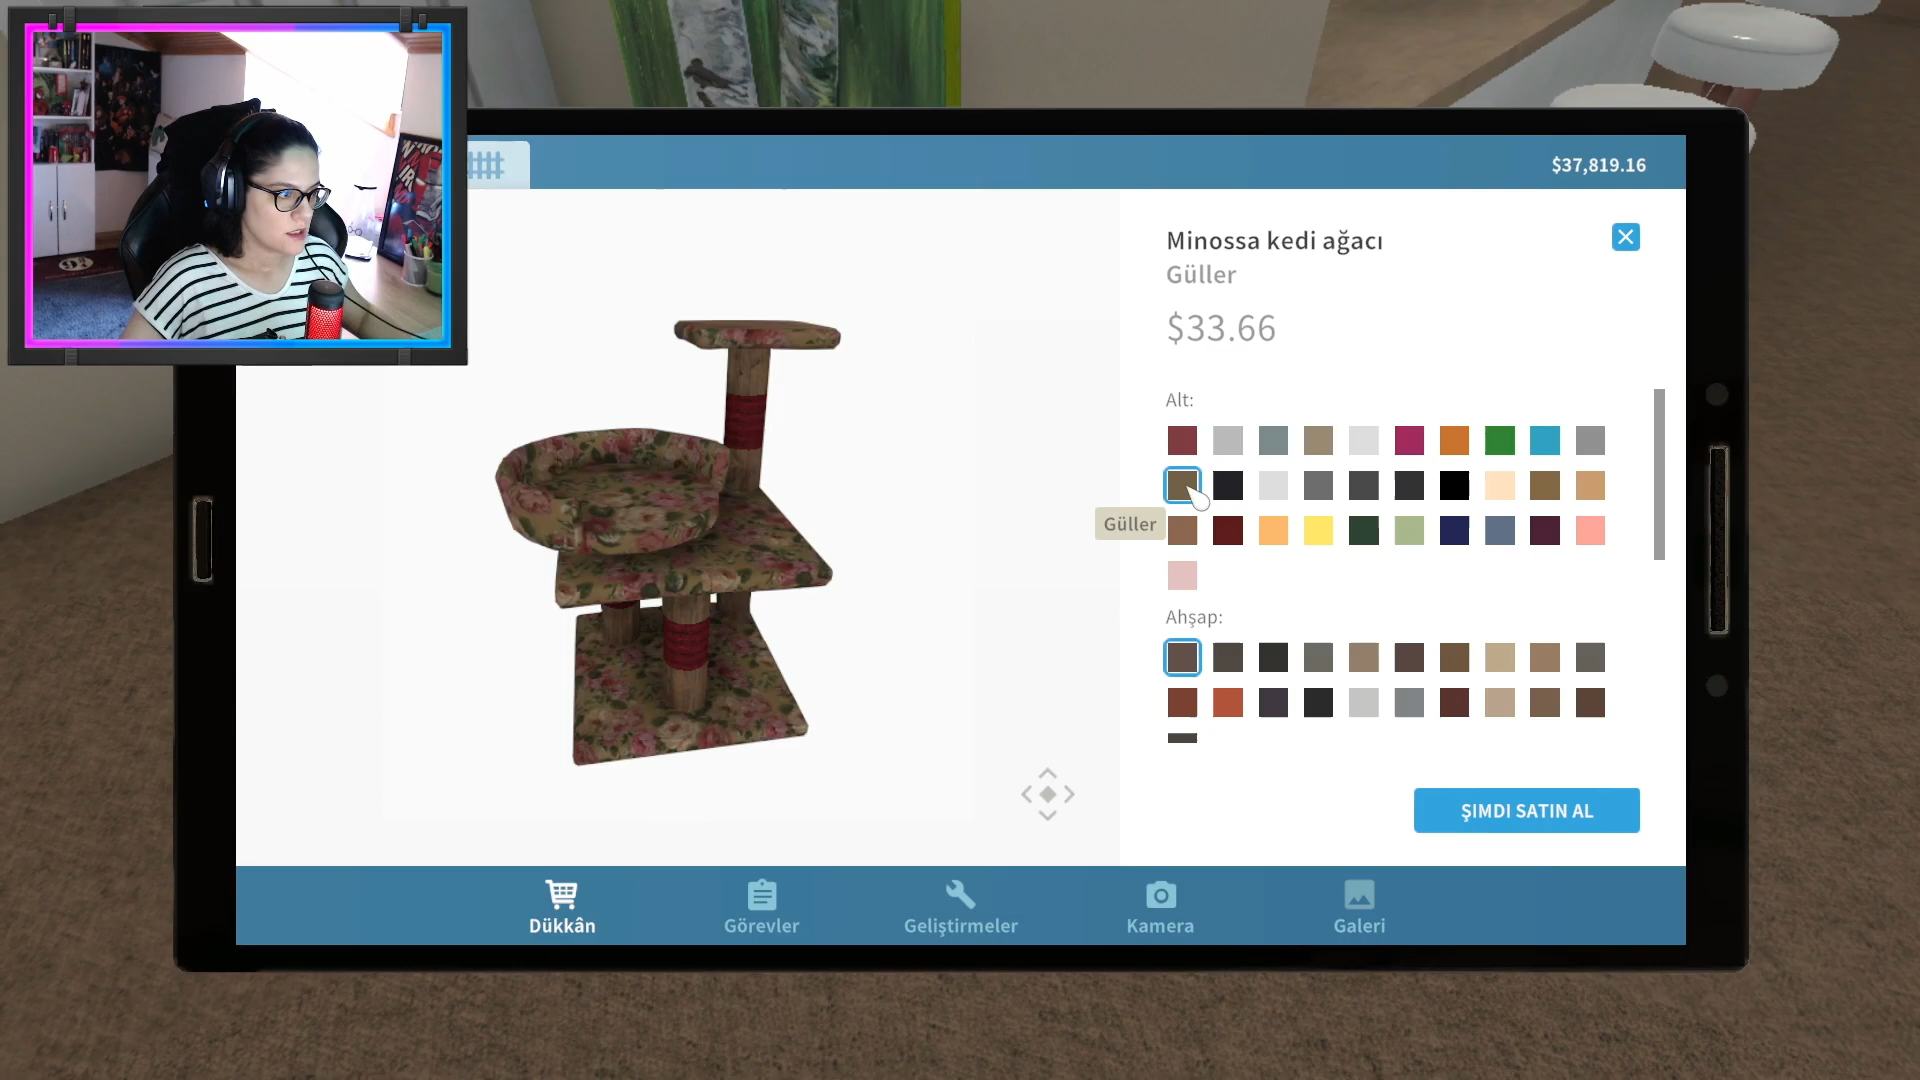 $37,819.16
Minossa kedi ağacı
Güller
$33.66
Alt:
Güller
Ahşap:
ŞIMDI SATIN AL
Dükkân
Görevler
Geliştirmeler
Kamera
Galeri